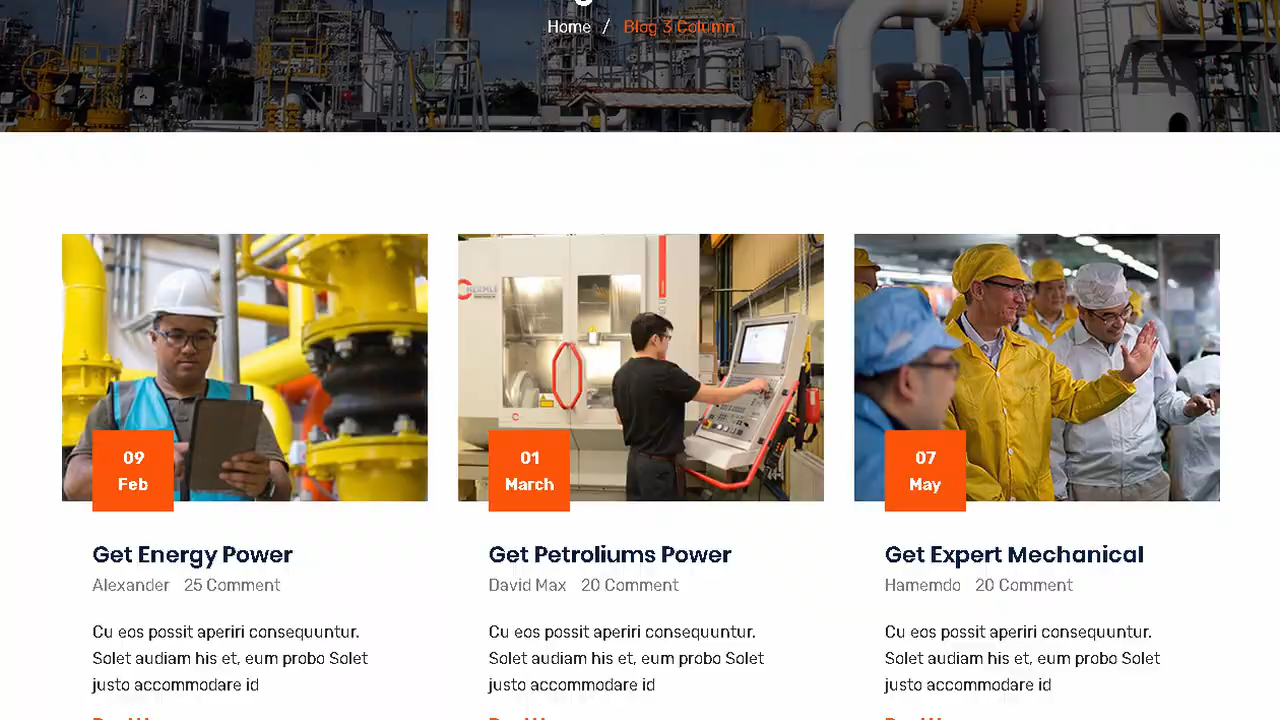 Home / Blog 3 Column
HERMLE
09
Feb
01
March
07
May
Get Energy Power
Alexander 25 Comment
Cu eos possit aperiri consequuntur.
Solet audiam his et, eum probo Solet
justo accommodare id
Get Petroliums Power
David Max 20 Comment
Cu eos possit aperiri consequuntur.
Solet audiam his et, eum probo Solet
justo accommodare id
Get Expert Mechanical
Hamemdo 20 Comment
Cu eos possit aperiri consequuntur.
Solet audiam his et, eum probo Solet
justo accommodare id